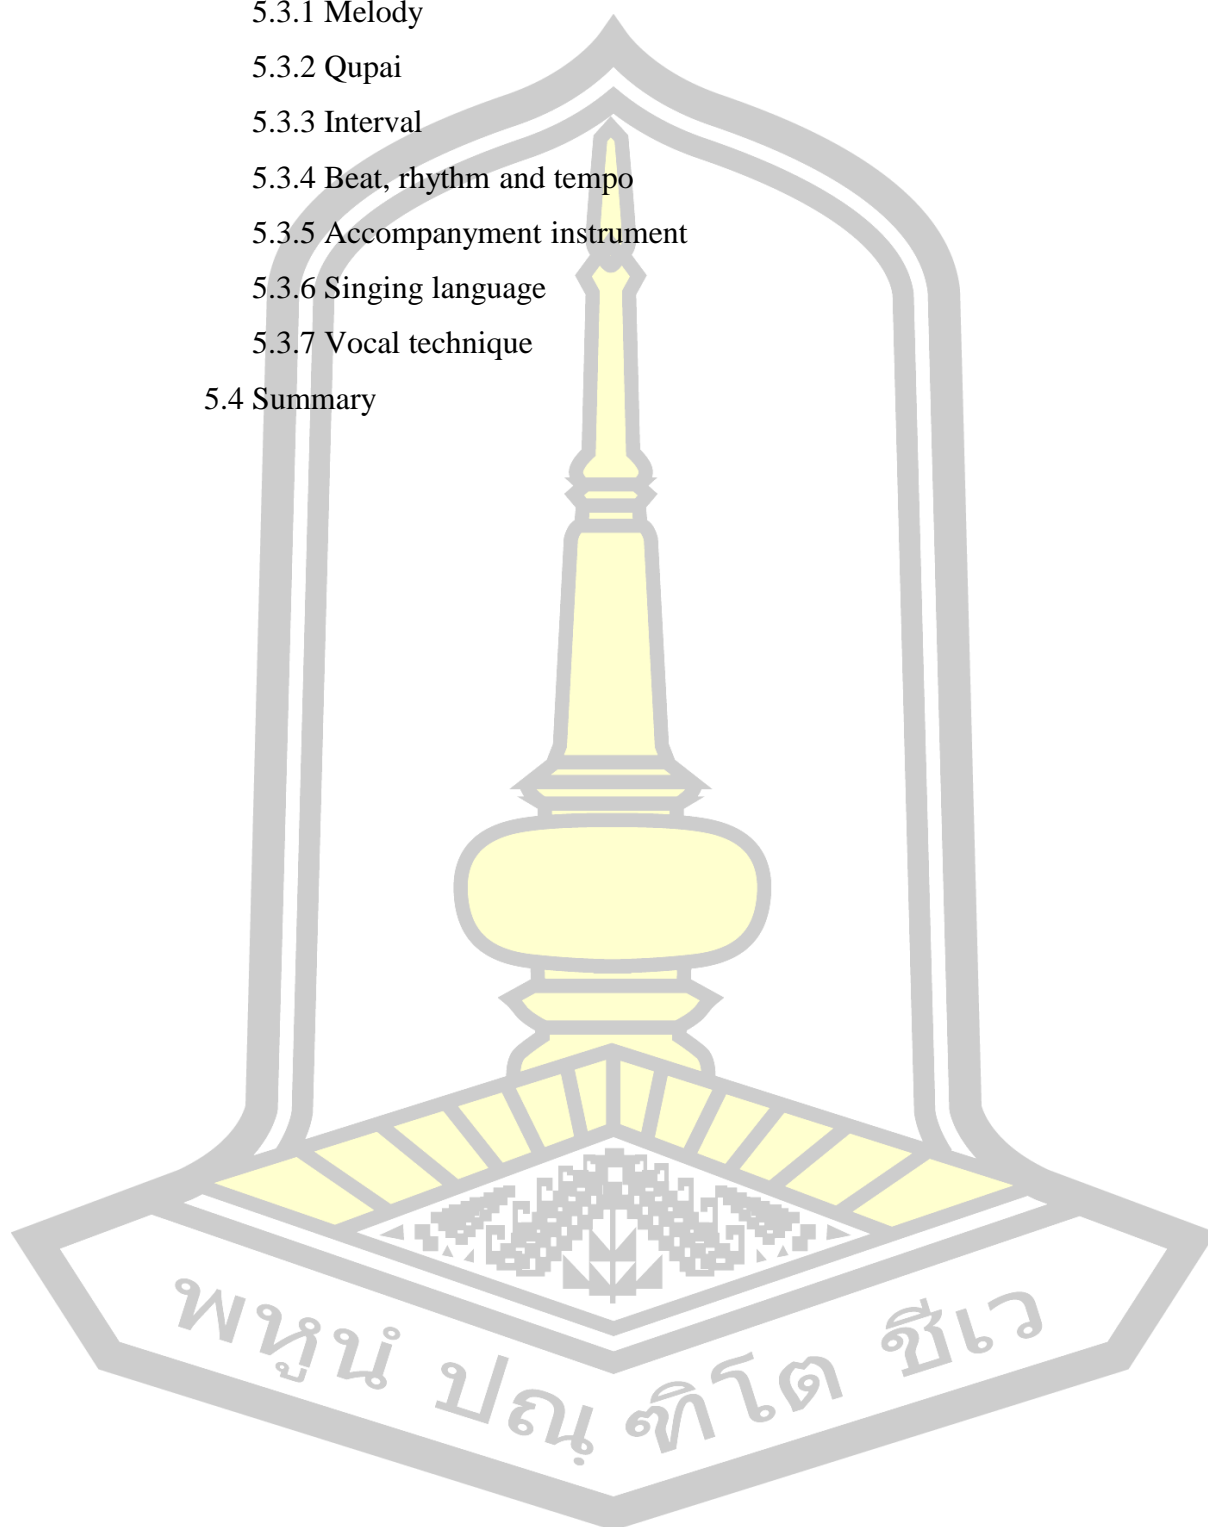 5.3.1 Melody
5.3.2 Qupai
5.3.3 Interval
5.3.4 Beat, rhythm and tempo
5.3.5 Accompanyment instrument
5.3.6 Singing language
5.3.7 Vocal technique
5.4 Summary
พหูนํ ปณฺฑิโต ชีเว